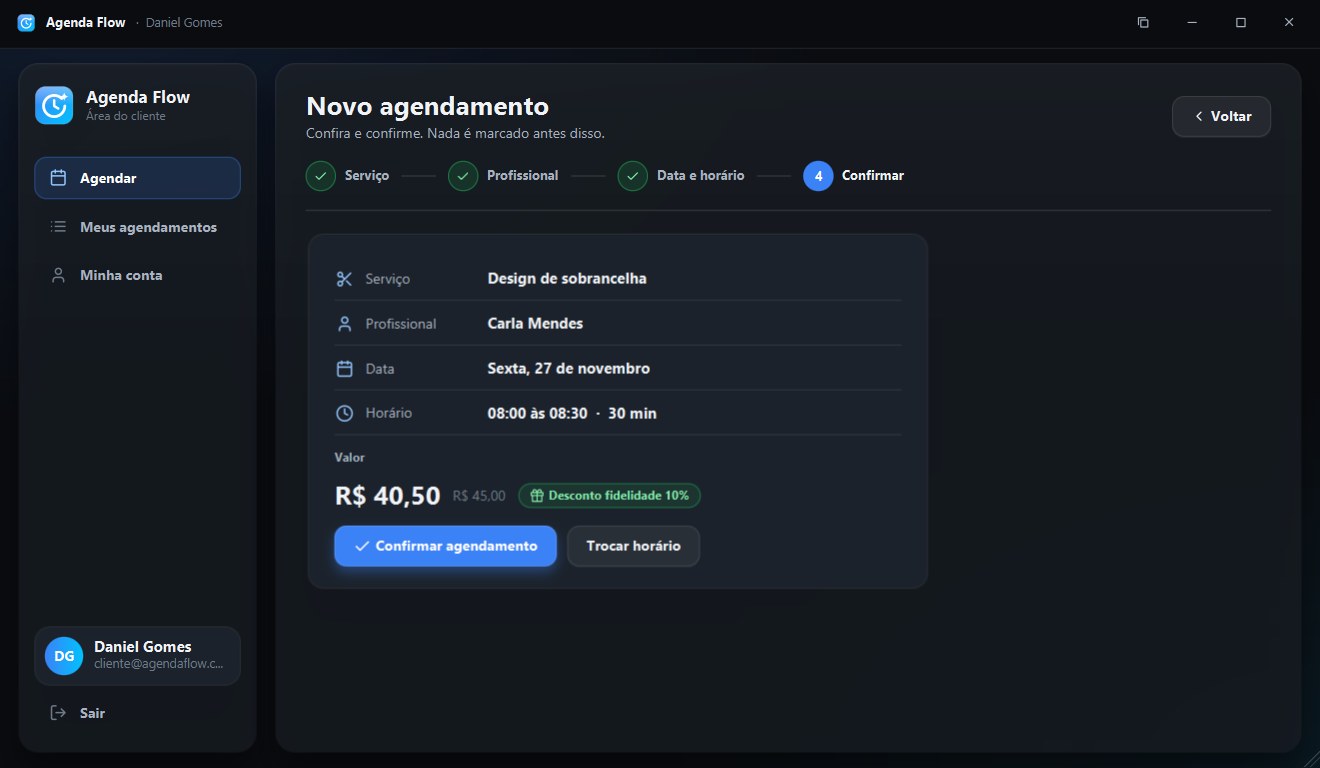 Agenda Flow · Daniel Gomes
Agenda Flow
Área do cliente
Agendar
Meus agendamentos
Minha conta
DG
Daniel Gomes
cliente@agendaflow.c...
Sair
Novo agendamento
Confira e confirme. Nada é marcado antes disso.
Voltar
Serviço
Profissional
Data e horário
4 Confirmar
Serviço Design de sobrancelha
Profissional Carla Mendes
Data Sexta, 27 de novembro
Horário 08:00 às 08:30 · 30 min
Valor
R$ 40,50 R$ 45,00 Desconto fidelidade 10%
Confirmar agendamento
Trocar horário